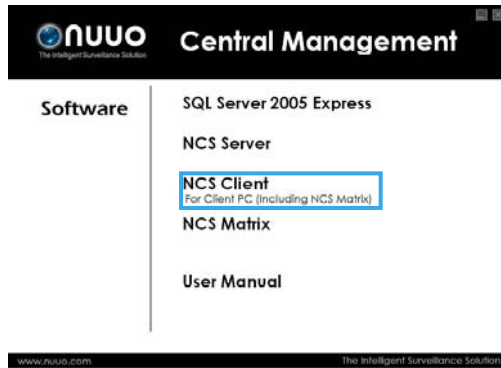 nuuo
The Intelligent Surveillance Solution
Central Management
Software
SQL Server 2005 Express
NCS Server
NCS Client
For Client PC (Including NCS Matrix)
NCS Matrix
User Manual
www.nuuo.com
The Intelligent Surveillance Solution